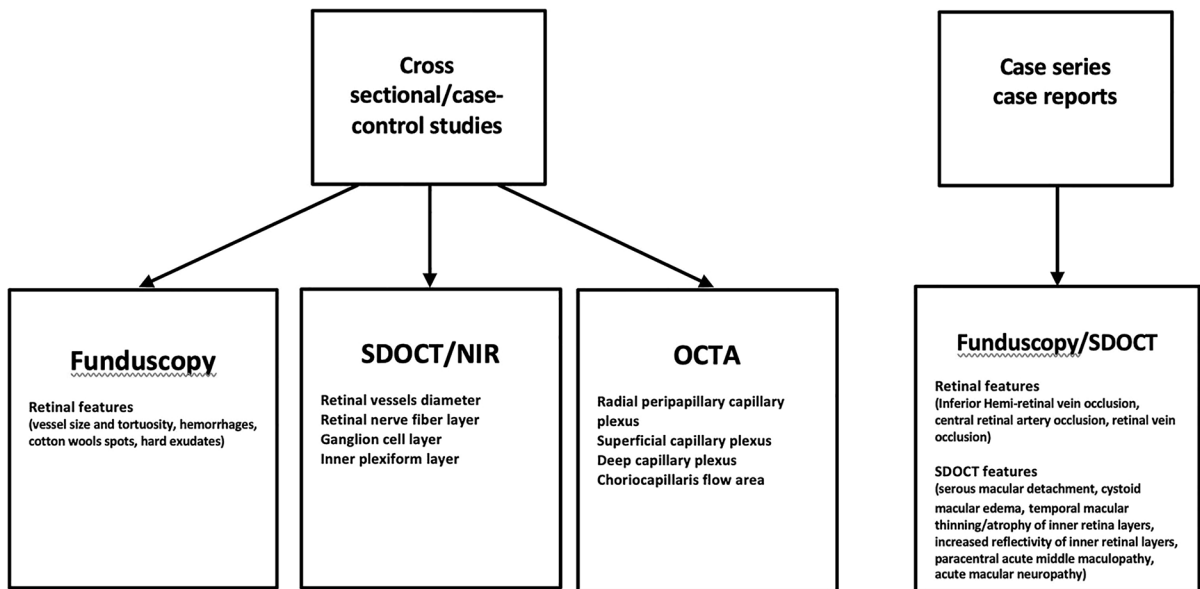 Cross
sectional/case-
control studies
Case series
case reports
Funduscopy
Retinal features
(vessel size and tortuosity, hemorrhages,
cotton wools spots, hard exudates)
SDOCT/NIR
Retinal vessels diameter
Retinal nerve fiber layer
Ganglion cell layer
Inner plexiform layer
OCTA
Radial peripapillary capillary
plexus
Superficial capillary plexus
Deep capillary plexus
Choriocapillaris flow area
Funduscopy/SDOCT
Retinal features
(Inferior Hemi-retinal vein occlusion,
central retinal artery occlusion, retinal vein
occlusion)
SDOCT features
(serous macular detachment, cystoid
macular edema, temporal macular
thinning/atrophy of inner retina layers,
increased reflectivity of inner retinal layers,
paracentral acute middle maculopathy,
acute macular neuropathy)